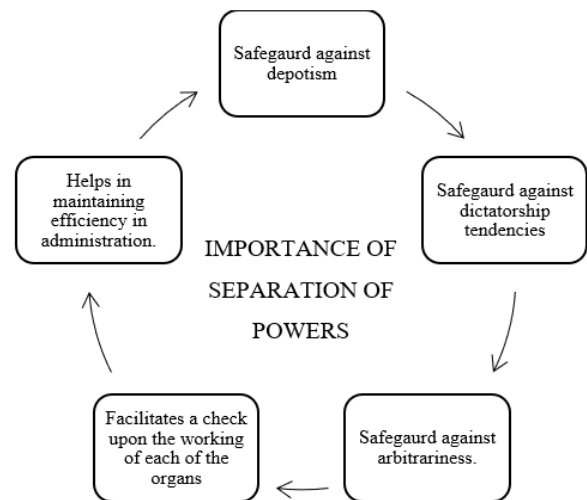 Safegaurd against
depotism
Safegaurd against
dictatorship
tendencies
Safegaurd against
arbitrariness.
Facilitates a check
upon the working
of each of the
organs
Helps in
maintaining
efficiency in
administration.
IMPORTANCE OF
SEPARATION OF
POWERS